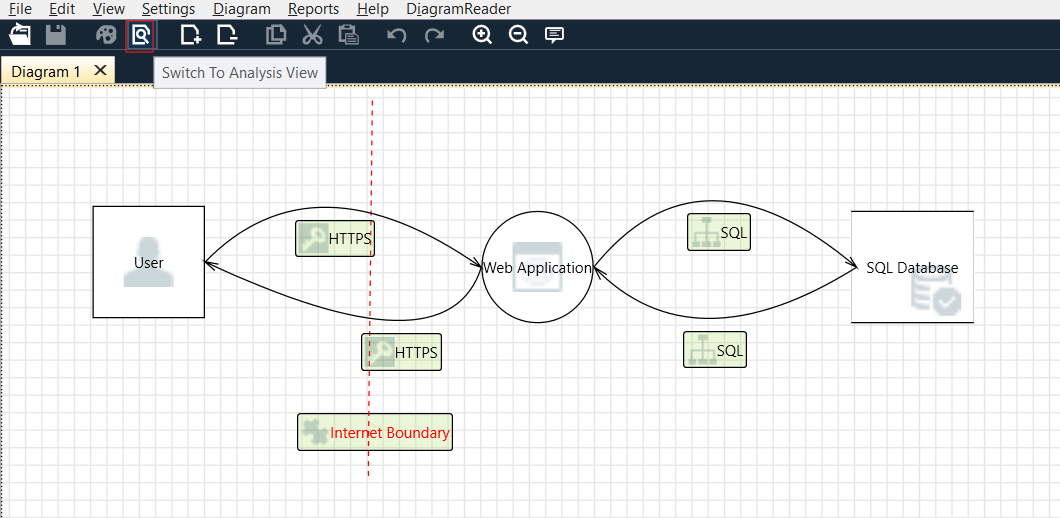 File Edit View Settings Diagram Reports Help DiagramReader
Diagram 1
Switch To Analysis View
HTTPS
SQL
User
Web Application
SQL Database
HTTPS
SQL
Internet Boundary